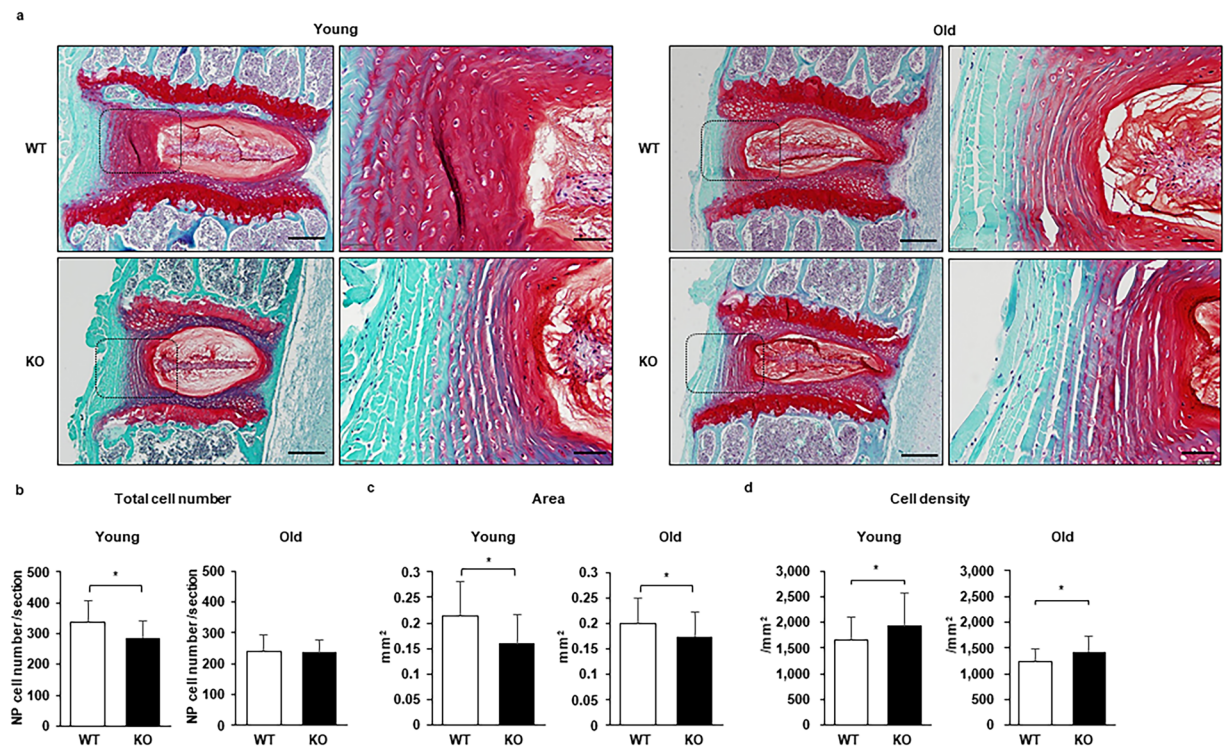 a
Young
Old
WT
WT
KO
KO
b
Total cell number
c
Area
d
Cell density
Young
Old
Young
Old
Young
Old
NP cell number/section
500
400
300
200
100
0
WT KO
*
NP cell number/section
500
400
300
200
100
0
WT KO
mm²
0.3
0.25
0.2
0.15
0.1
0.05
0
WT KO
*
mm²
0.3
0.25
0.2
0.15
0.1
0.05
0
WT KO
*
/mm²
3,000
2,500
2,000
1,500
1,000
500
0
WT KO
*
/mm²
3,000
2,500
2,000
1,500
1,000
500
0
WT KO
*